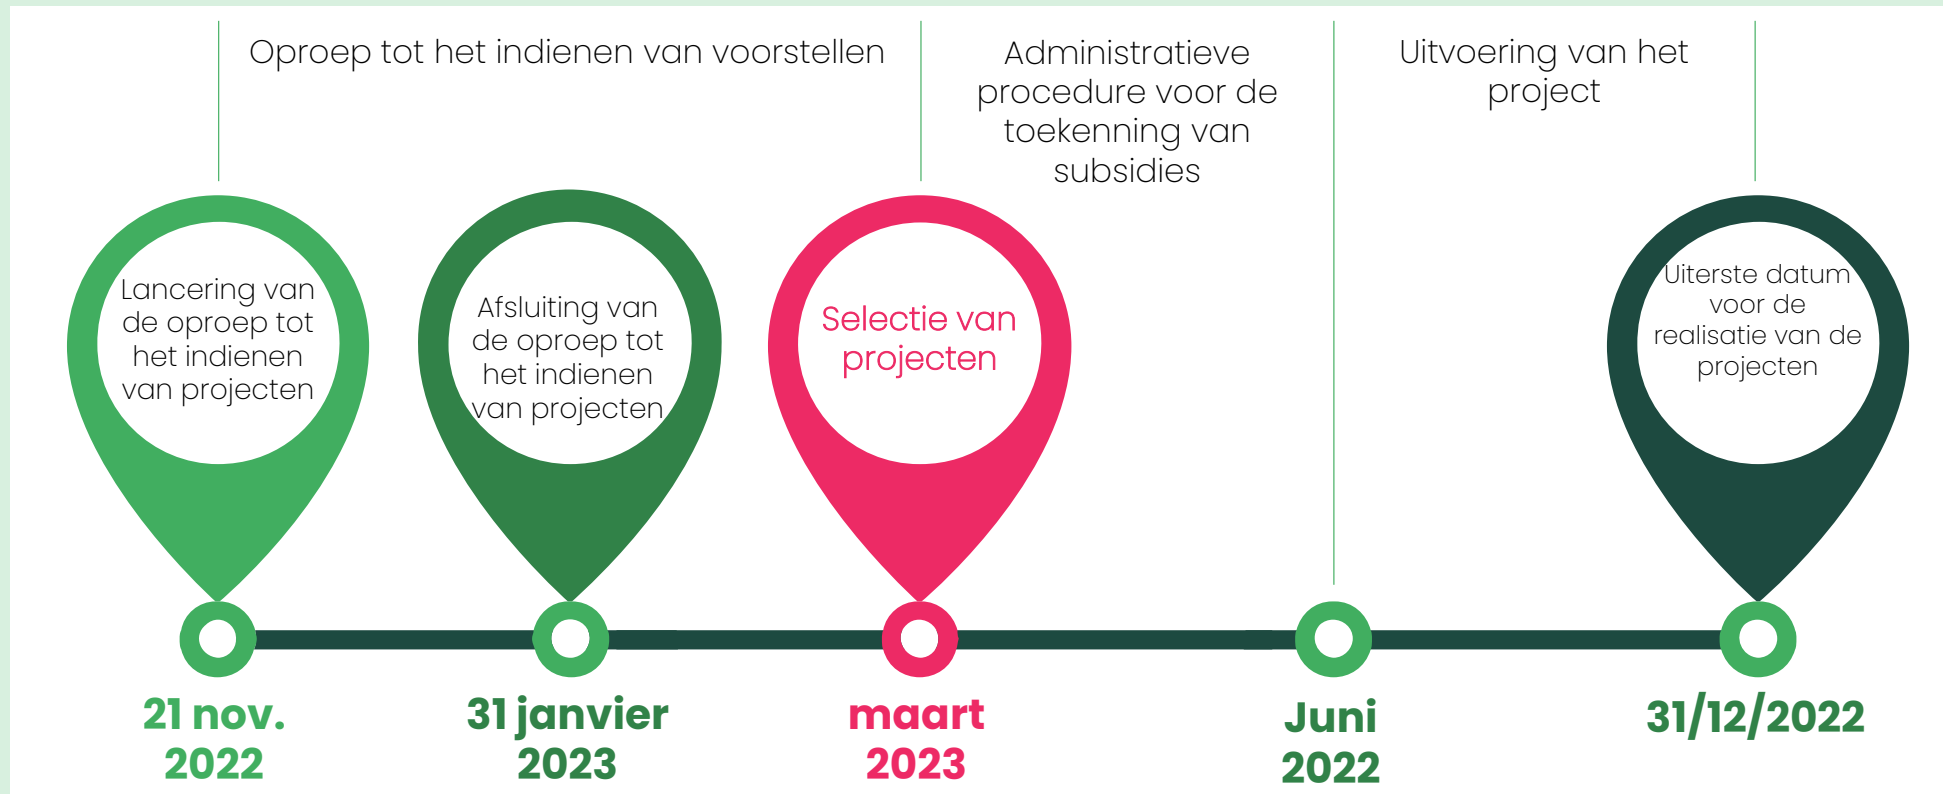 Oproep tot het indienen van voorstellen
Administratieve
procedure voor de
toekenning van
subsidies
Uitvoering van het
project
Lancering van
de oproep tot
het indienen
van projecten
Afsluiting van
de oproep tot
het indienen
van projecten
Selectie van
projecten
Uiterste datum
voor de
realisatie van de
projecten
21 nov.
2022
31 janvier
2023
maart
2023
Juni
2022
31/12/2022